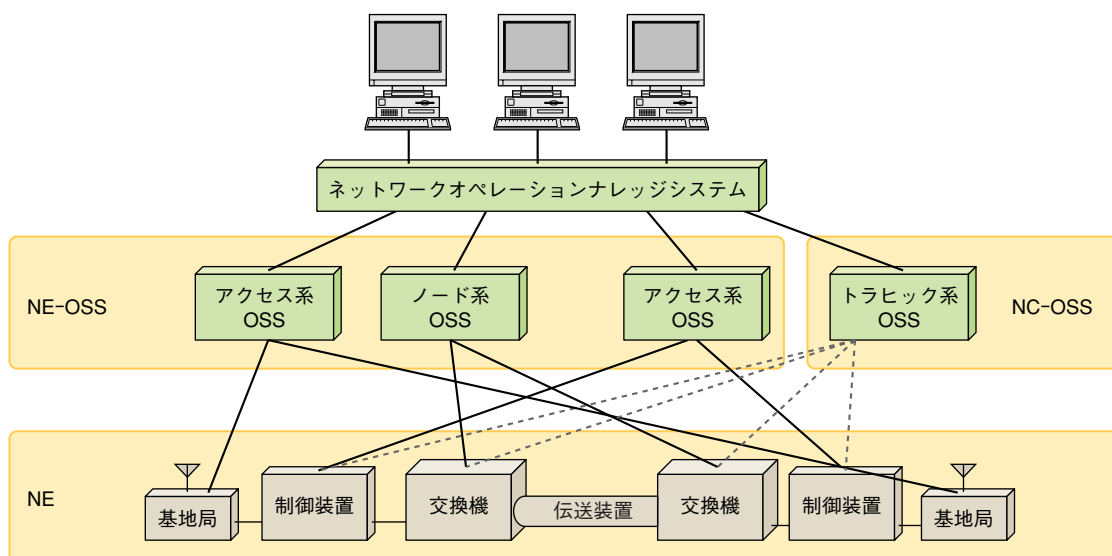 ネットワークオペレーションナレッジシステム
NE-OSS
アクセス系
OSS
ノード系
OSS
アクセス系
OSS
トラヒック系
OSS
NC-OSS
NE
基地局
制御装置
交換機
伝送装置
交換機
制御装置
基地局